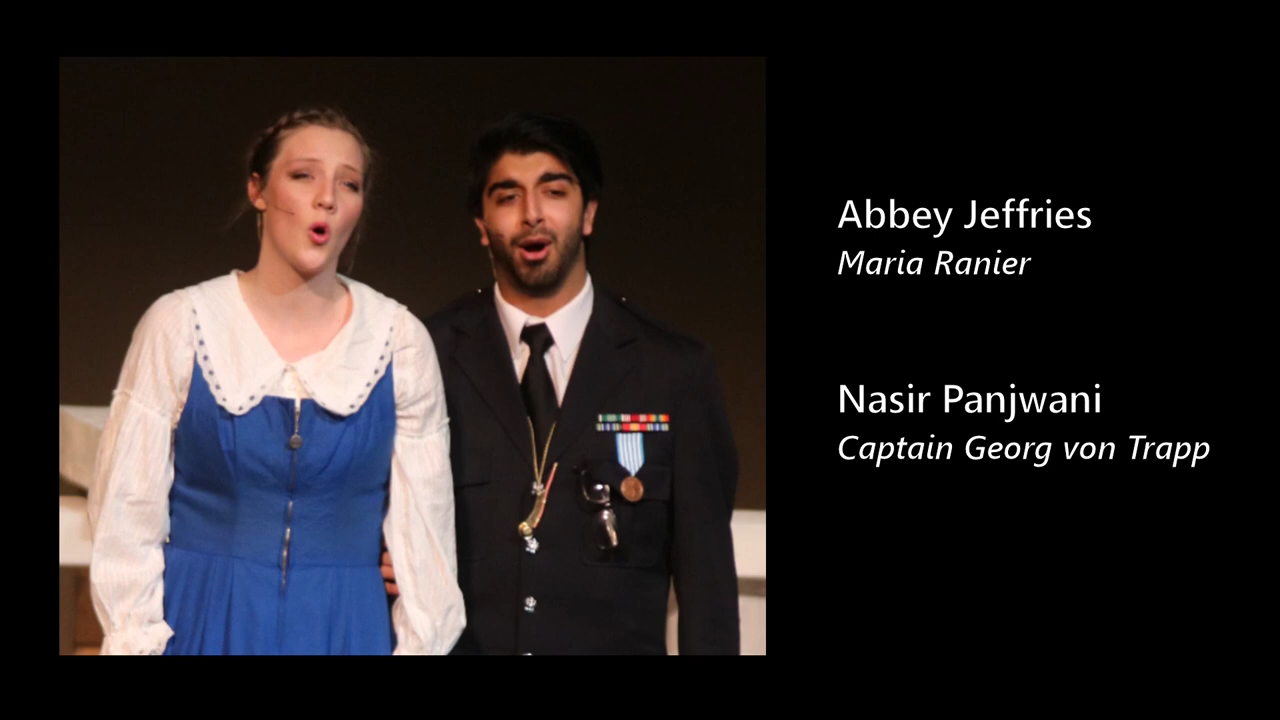 Abbey Jeffries
Maria Ranier
Nasir Panjwani
Captain Georg von Trapp